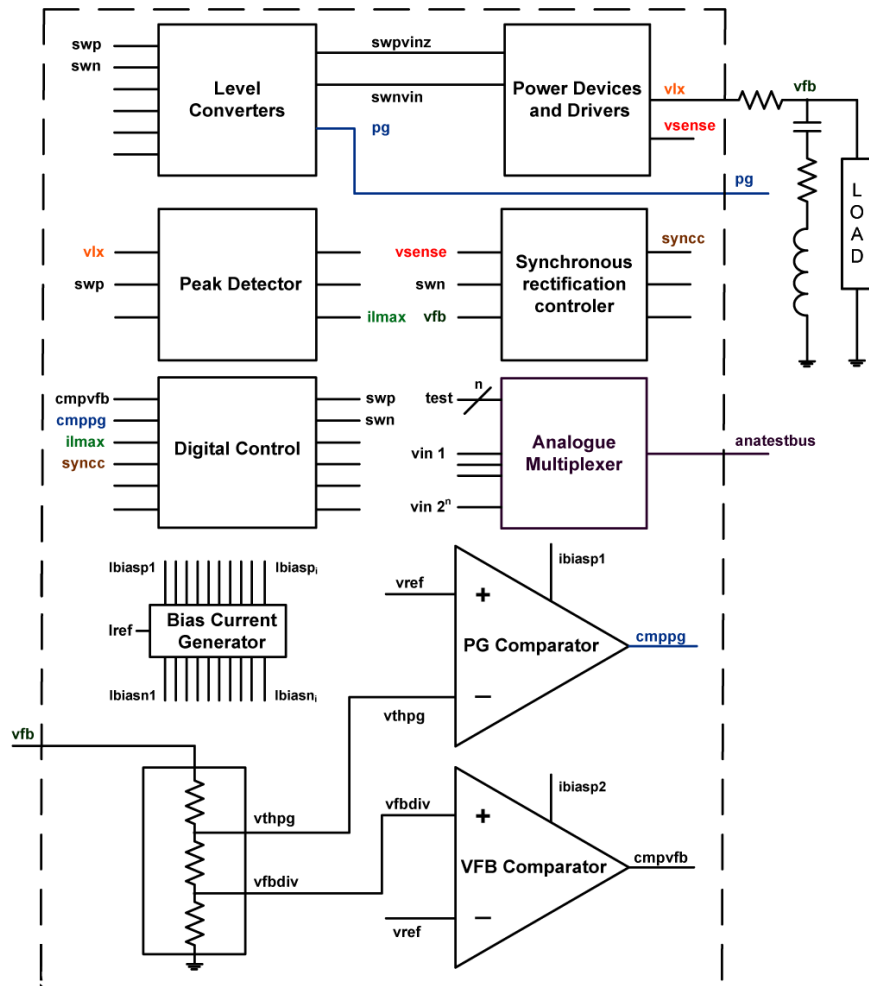 swp
swn
Level
Converters
swpvinz
swnvin
pg
Power Devices
and Drivers
vlx
vsense
vfb
pg
LOAD
vlx
swp
Peak Detector
ilmax
vsense
swn
vfb
Synchronous
rectification
controler
syncc
cmpvfb
cmppg
ilmax
syncc
Digital Control
swp
swn
test
n
vin 1
vin 2ⁿ
Analogue
Multiplexer
anatestbus
Ibiasp1
Ibiaspᵢ
Iref
Bias Current
Generator
Ibiasn1
Ibiasnᵢ
vref
+
PG Comparator
−
ibiasp1
cmppg
vthpg
vfb
vthpg
vfbdiv
vfbdiv
+
VFB Comparator
−
ibiasp2
cmpvfb
vref